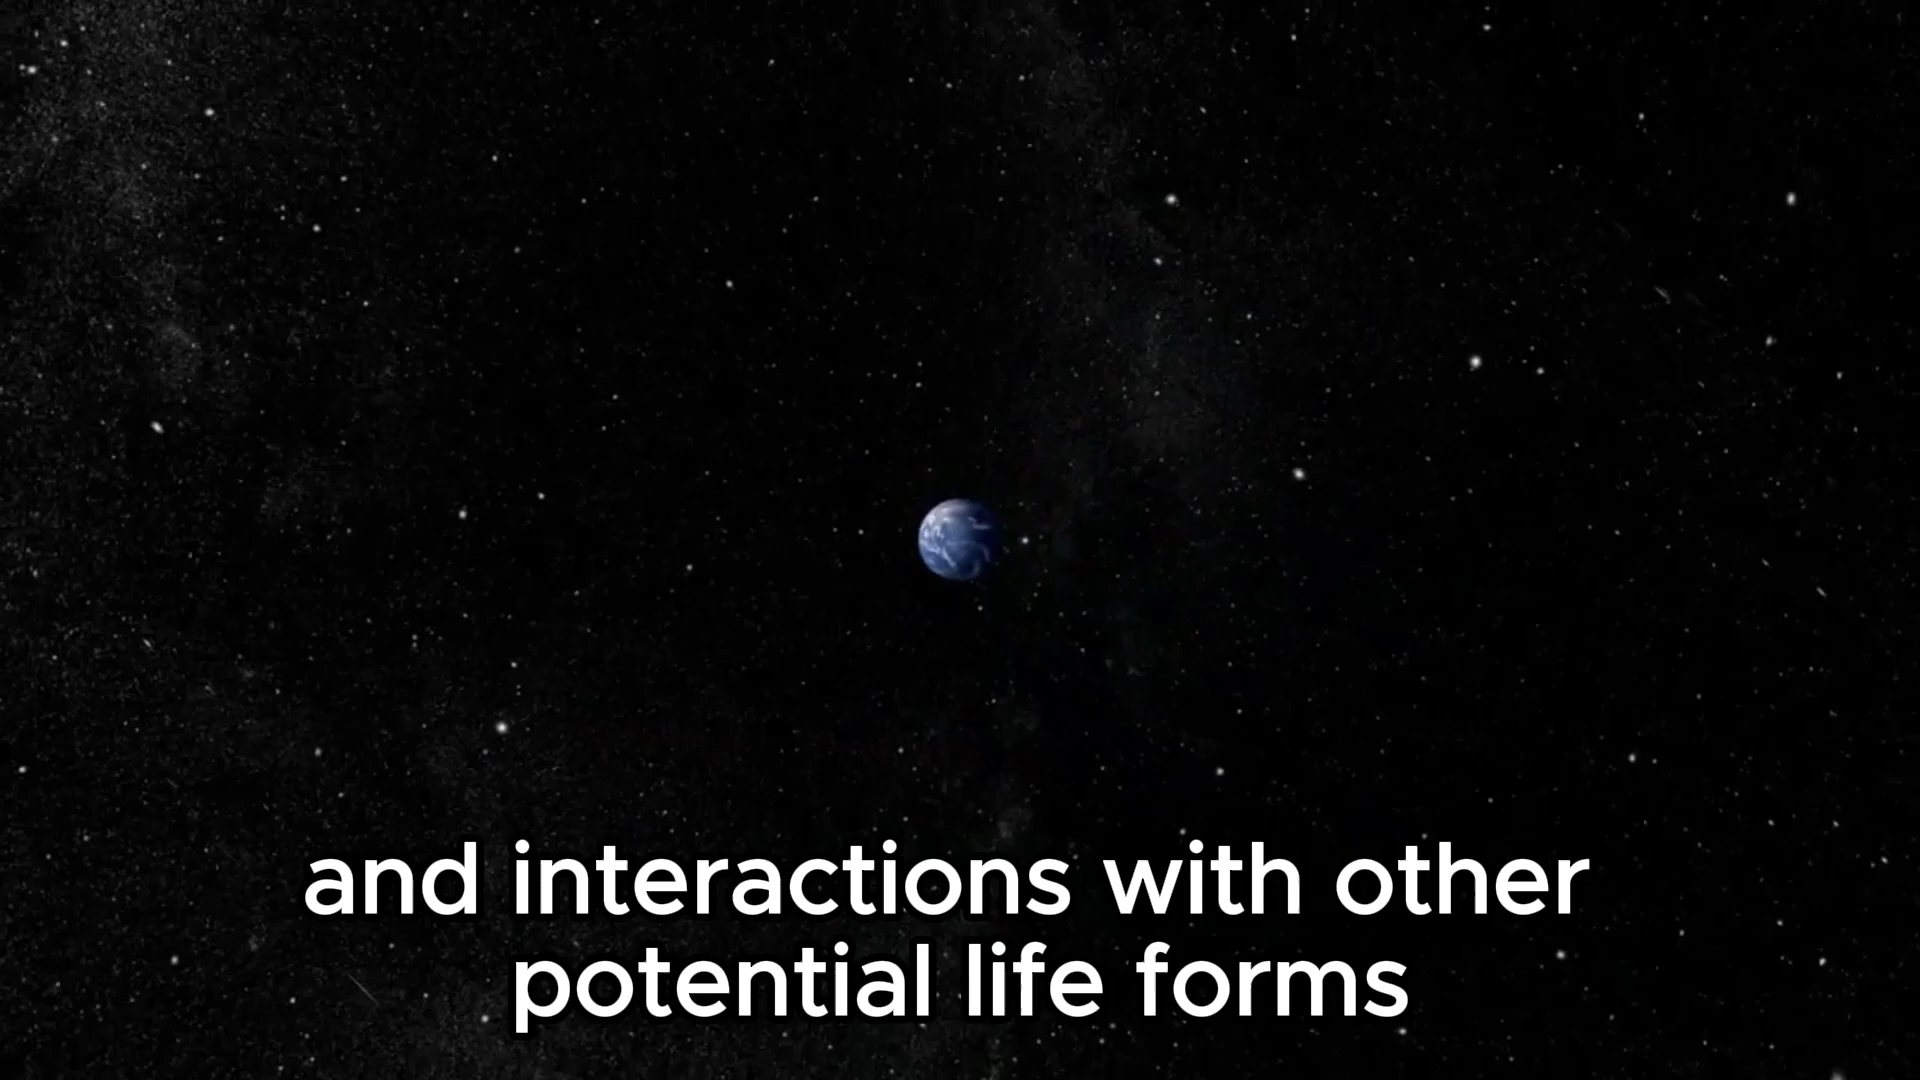 and interactions with other
potential life forms